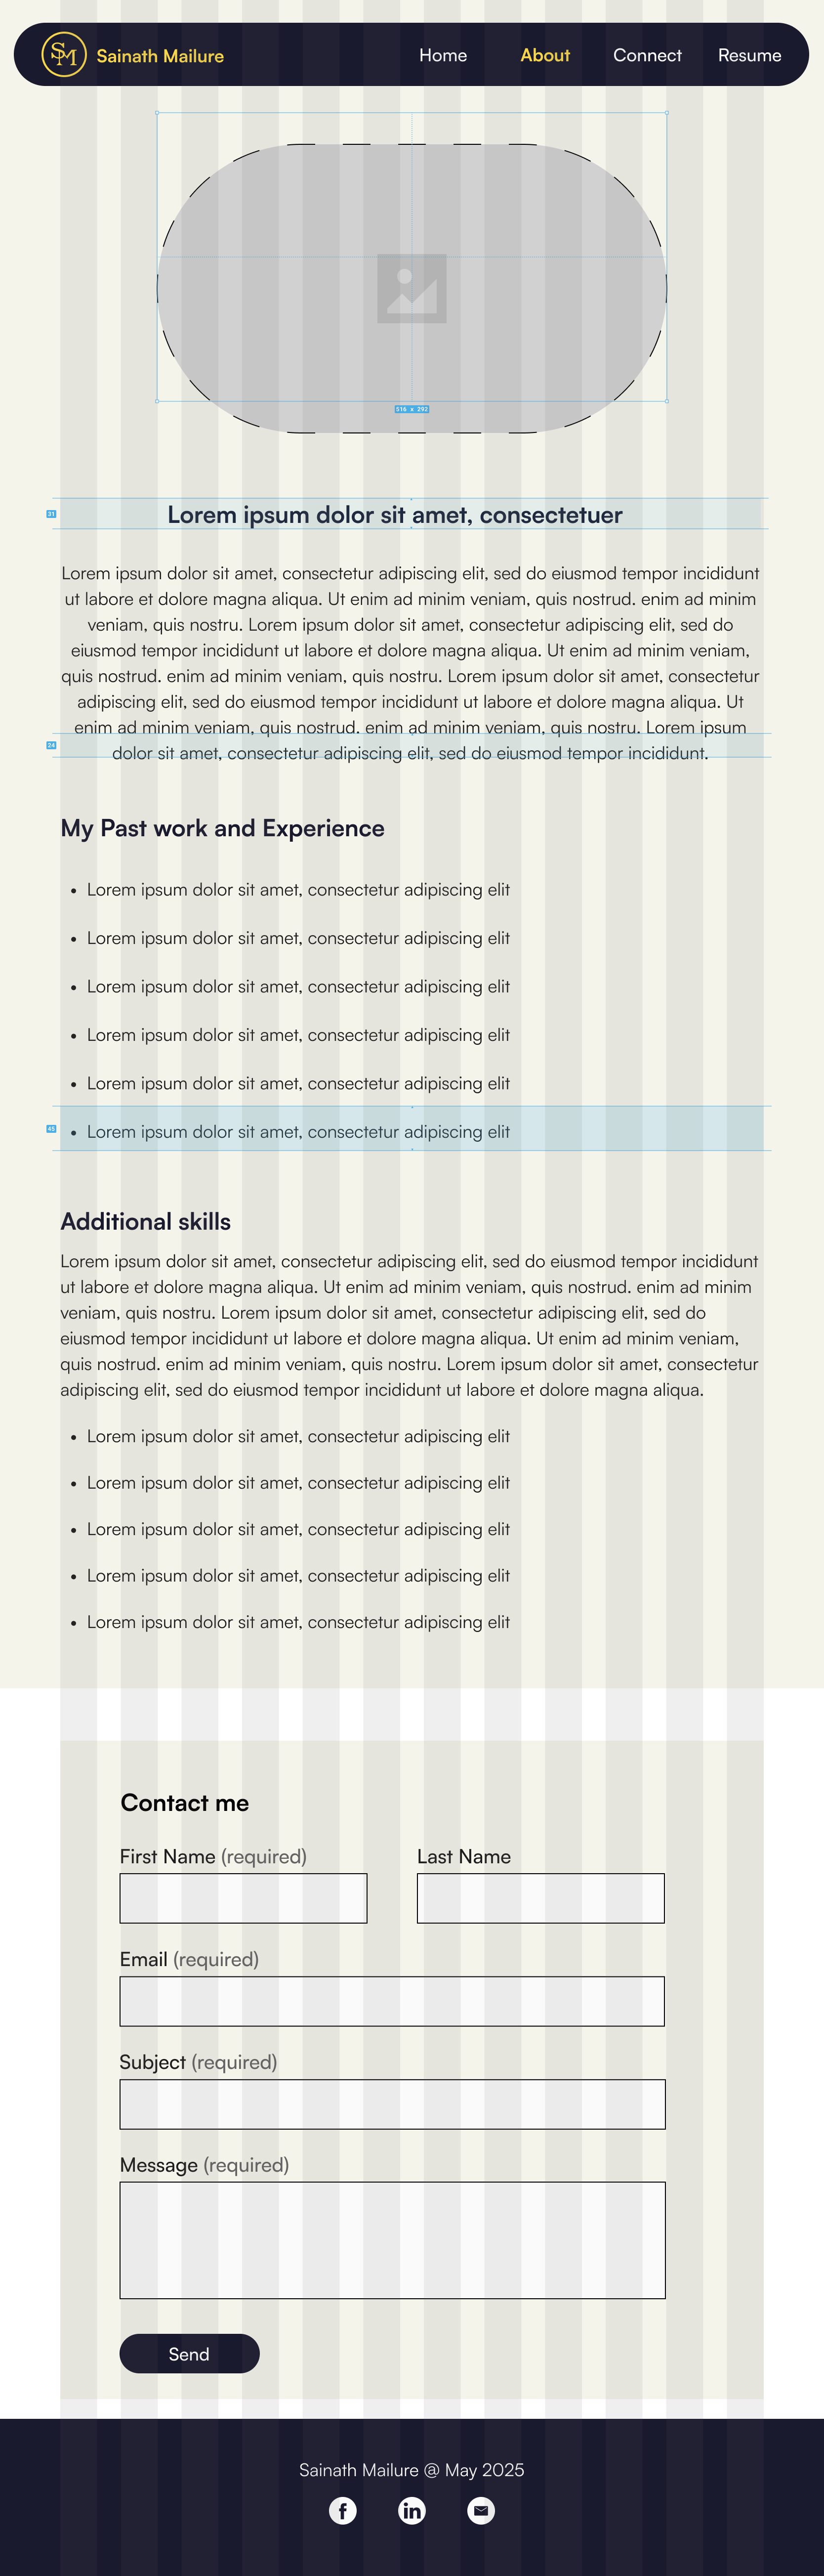 SM Sainath Mailure Home About Connect Resume
516 x 292
31
Lorem ipsum dolor sit amet, consectetuer
Lorem ipsum dolor sit amet, consectetur adipiscing elit, sed do eiusmod tempor incididunt
ut labore et dolore magna aliqua. Ut enim ad minim veniam, quis nostrud. enim ad minim
veniam, quis nostru. Lorem ipsum dolor sit amet, consectetur adipiscing elit, sed do
eiusmod tempor incididunt ut labore et dolore magna aliqua. Ut enim ad minim veniam,
quis nostrud. enim ad minim veniam, quis nostru. Lorem ipsum dolor sit amet, consectetur
adipiscing elit, sed do eiusmod tempor incididunt ut labore et dolore magna aliqua. Ut
enim ad minim veniam, quis nostrud. enim ad minim veniam, quis nostru. Lorem ipsum
24
dolor sit amet, consectetur adipiscing elit, sed do eiusmod tempor incididunt.
My Past work and Experience
• Lorem ipsum dolor sit amet, consectetur adipiscing elit
• Lorem ipsum dolor sit amet, consectetur adipiscing elit
• Lorem ipsum dolor sit amet, consectetur adipiscing elit
• Lorem ipsum dolor sit amet, consectetur adipiscing elit
• Lorem ipsum dolor sit amet, consectetur adipiscing elit
45
• Lorem ipsum dolor sit amet, consectetur adipiscing elit
Additional skills
Lorem ipsum dolor sit amet, consectetur adipiscing elit, sed do eiusmod tempor incididunt
ut labore et dolore magna aliqua. Ut enim ad minim veniam, quis nostrud. enim ad minim
veniam, quis nostru. Lorem ipsum dolor sit amet, consectetur adipiscing elit, sed do
eiusmod tempor incididunt ut labore et dolore magna aliqua. Ut enim ad minim veniam,
quis nostrud. enim ad minim veniam, quis nostru. Lorem ipsum dolor sit amet, consectetur
adipiscing elit, sed do eiusmod tempor incididunt ut labore et dolore magna aliqua.
• Lorem ipsum dolor sit amet, consectetur adipiscing elit
• Lorem ipsum dolor sit amet, consectetur adipiscing elit
• Lorem ipsum dolor sit amet, consectetur adipiscing elit
• Lorem ipsum dolor sit amet, consectetur adipiscing elit
• Lorem ipsum dolor sit amet, consectetur adipiscing elit
Contact me
First Name (required) Last Name
Email (required)
Subject (required)
Message (required)
Send
Sainath Mailure @ May 2025
f in